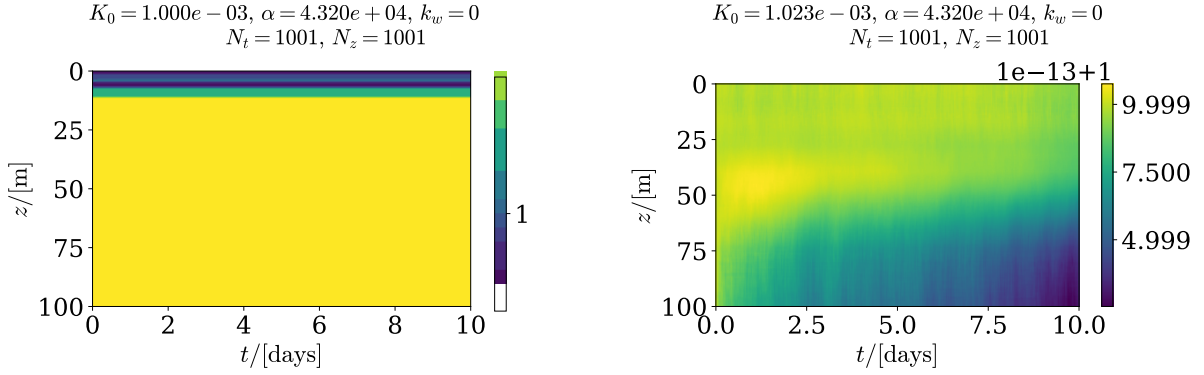 K₀ = 1.000e − 03, α = 4.320e + 04, k_w = 0
N_t = 1001, N_z = 1001
0
25
50
75
100
z/[m]
0 2 4 6 8 10
t/[days]
1
K₀ = 1.023e − 03, α = 4.320e + 04, k_w = 0
N_t = 1001, N_z = 1001
1e−13+1
0
25
50
75
100
z/[m]
0.0 2.5 5.0 7.5 10.0
t/[days]
9.999
7.500
4.999